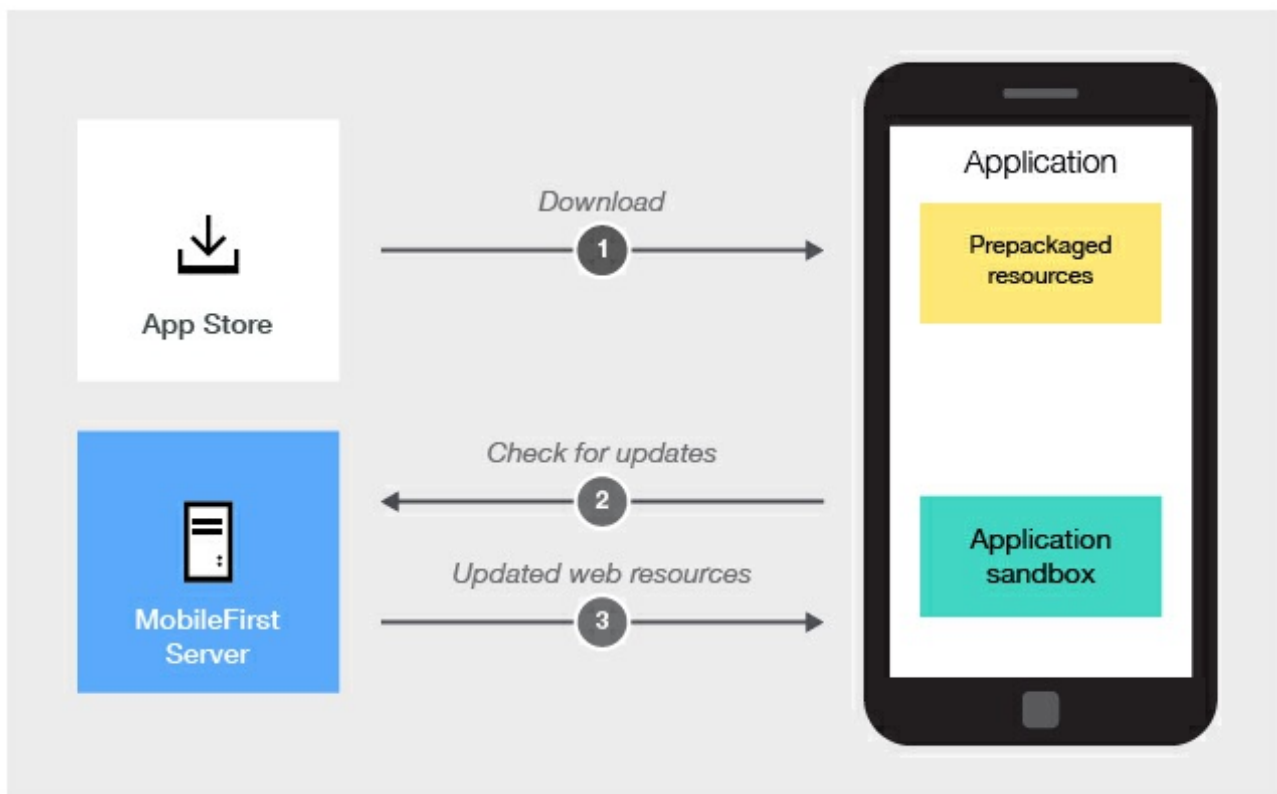 App Store
Download
1
Application
Prepackaged
resources
MobileFirst
Server
Check for updates
2
Updated web resources
3
Application
sandbox